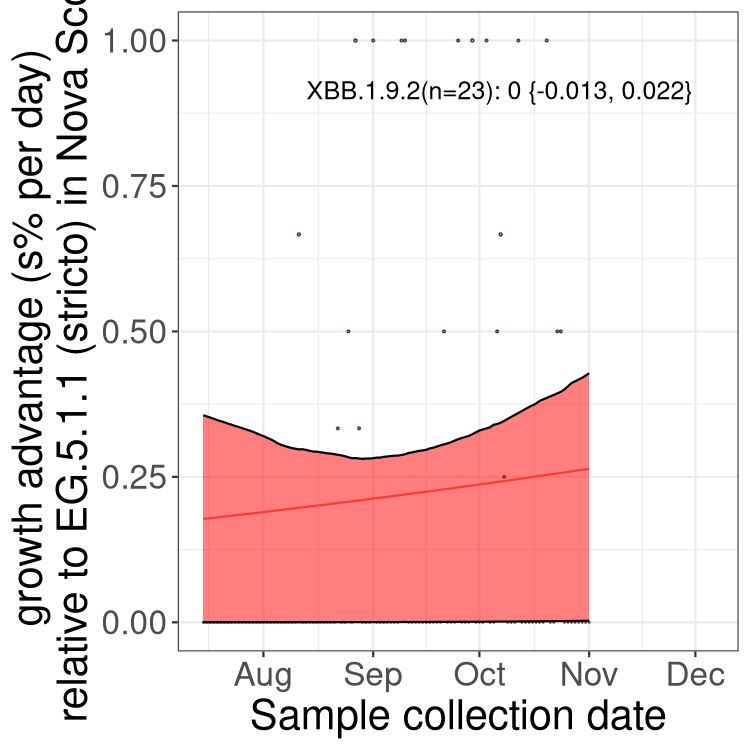 growth advantage (s% per day)
relative to EG.5.1.1 (stricto) in Nova Sco
1.00
0.75
0.50
0.25
0.00
XBB.1.9.2(n=23): 0 {-0.013, 0.022}
Aug Sep Oct Nov Dec
Sample collection date